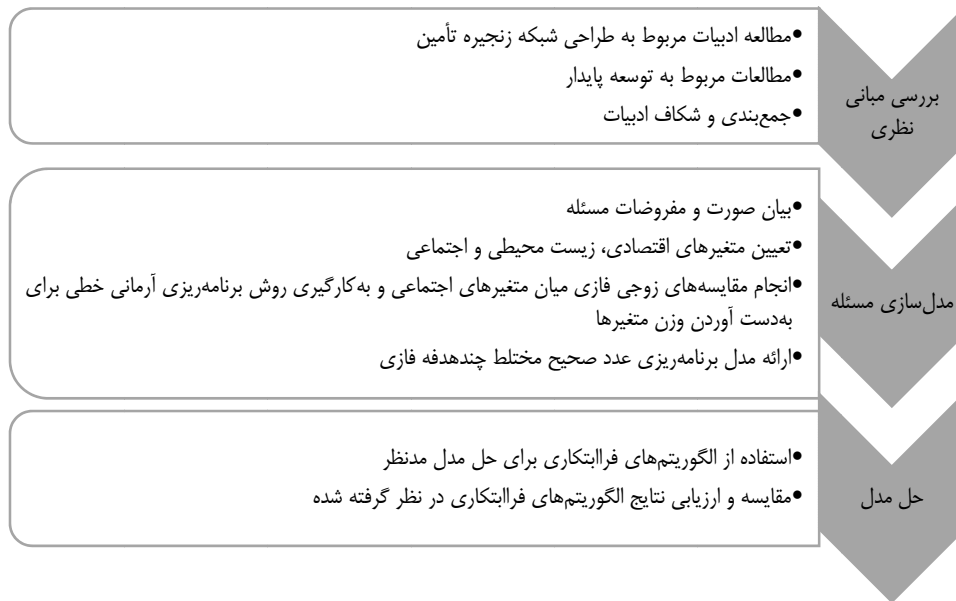 بررسی مبانی
نظری
•مطالعه ادبیات مربوط به طراحی شبکه زنجیره تأمین
•مطالعات مربوط به توسعه پایدار
•جمع‌بندی و شکاف ادبیات
مدل‌سازی مسئله
•بیان صورت و مفروضات مسئله
•تعیین متغیرهای اقتصادی، زیست محیطی و اجتماعی
•انجام مقایسه‌های زوجی فازی میان متغیرهای اجتماعی و به‌کارگیری روش برنامه‌ریزی آرمانی خطی برای
به‌دست آوردن وزن متغیرها
•ارائه مدل برنامه‌ریزی عدد صحیح مختلط چندهدفه فازی
حل مدل
•استفاده از الگوریتم‌های فراابتکاری برای حل مدل مدنظر
•مقایسه و ارزیابی نتایج الگوریتم‌های فراابتکاری در نظر گرفته شده